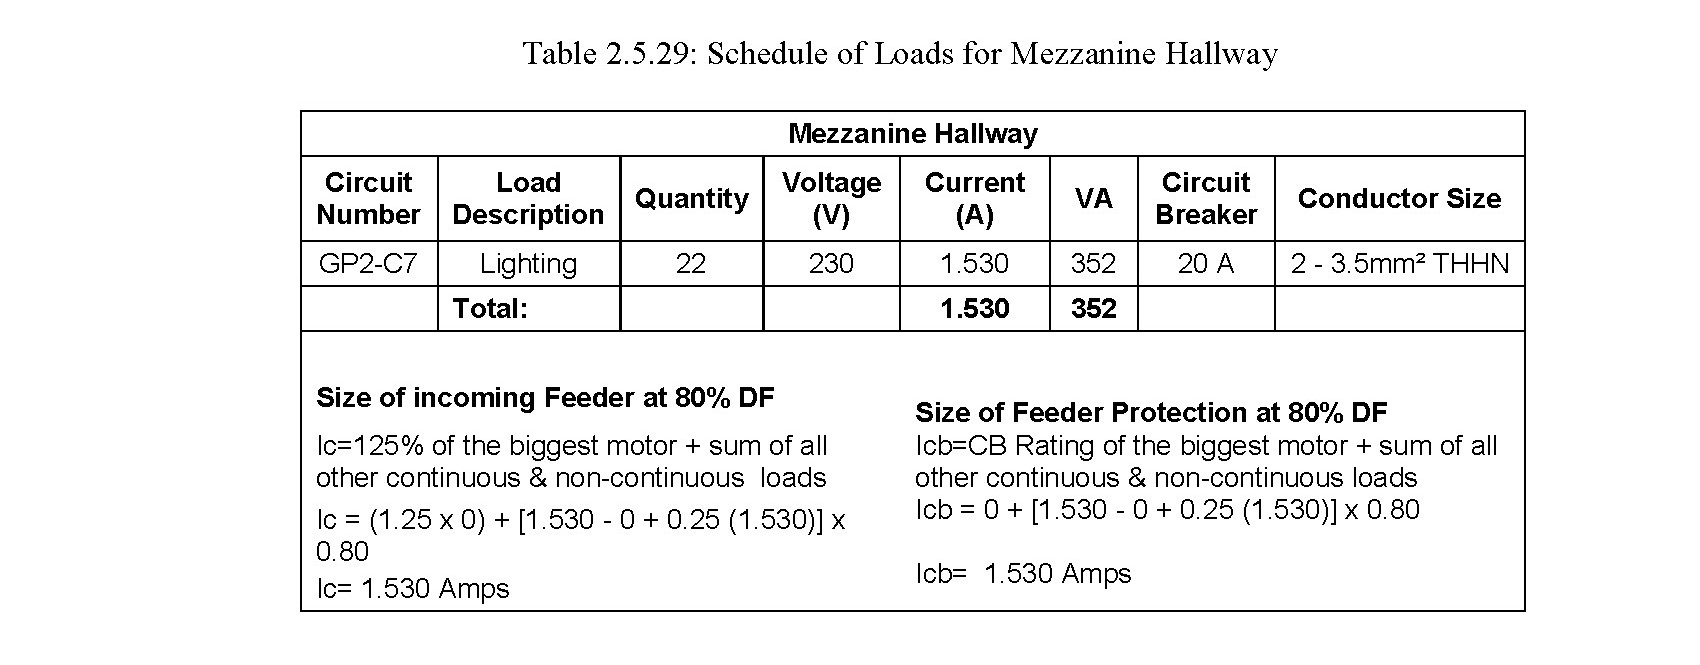 Table 2.5.29: Schedule of Loads for Mezzanine Hallway
Mezzanine Hallway
Circuit Number Load Description Quantity Voltage (V) Current (A) VA Circuit Breaker Conductor Size
GP2-C7 Lighting 22 230 1.530 352 20 A 2 - 3.5mm² THHN
Total: 1.530 352
Size of incoming Feeder at 80% DF
Ic=125% of the biggest motor + sum of all
other continuous & non-continuous loads
Ic = (1.25 x 0) + [1.530 - 0 + 0.25 (1.530)] x
0.80
Ic= 1.530 Amps
Size of Feeder Protection at 80% DF
Icb=CB Rating of the biggest motor + sum of all
other continuous & non-continuous loads
Icb = 0 + [1.530 - 0 + 0.25 (1.530)] x 0.80
Icb= 1.530 Amps